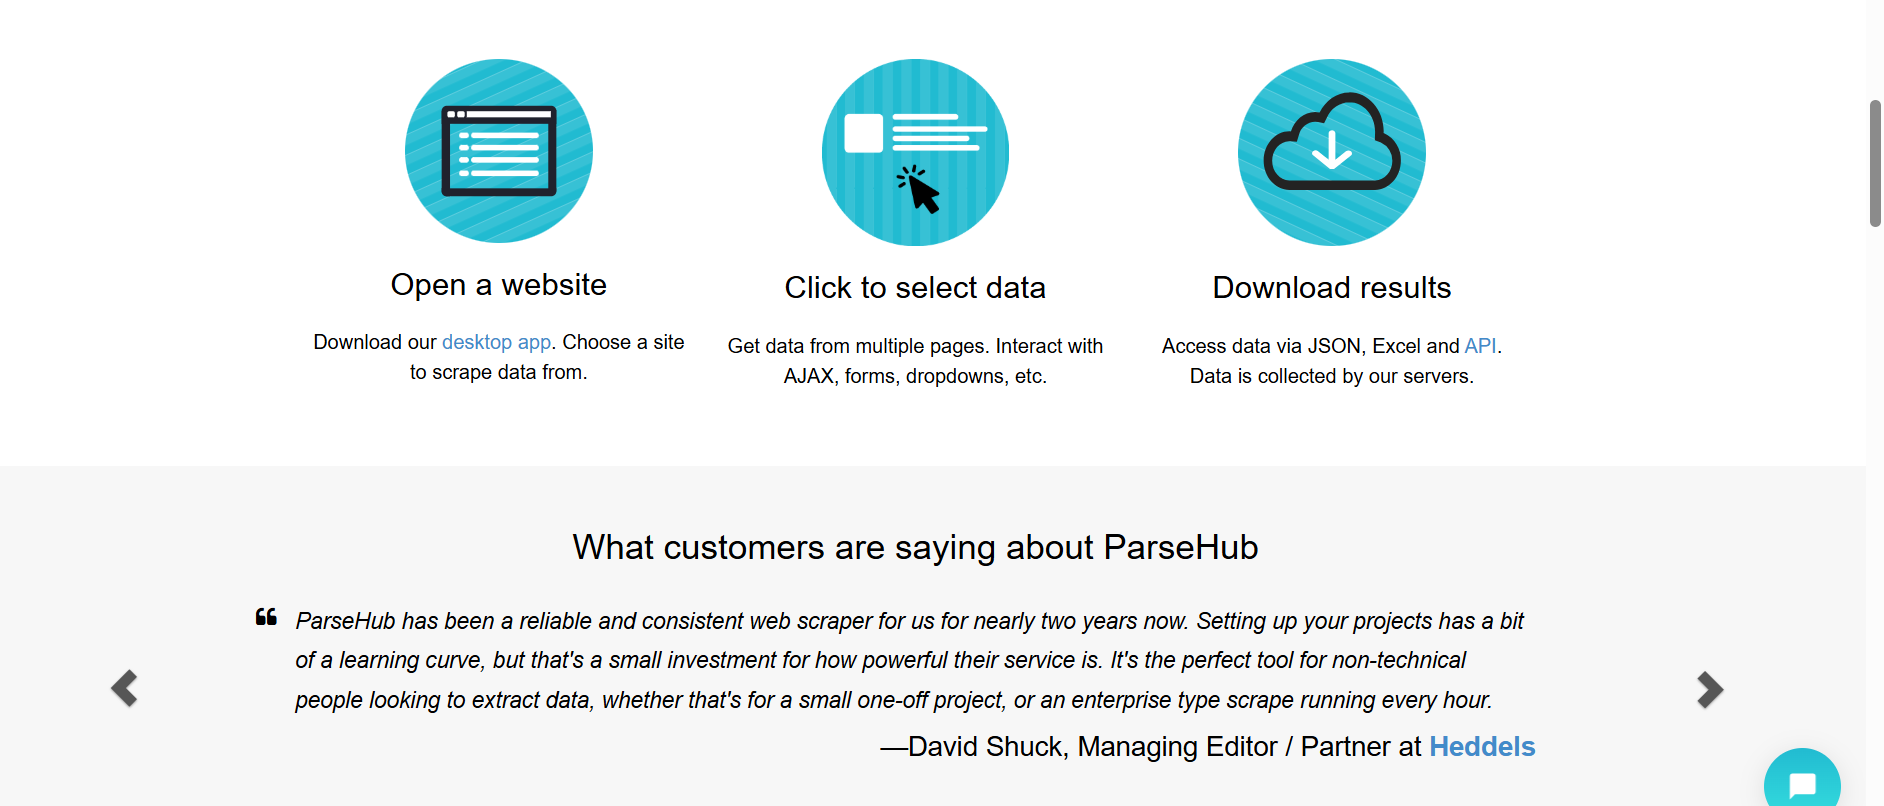 Open a website
Download our desktop app. Choose a site
to scrape data from.
Click to select data
Get data from multiple pages. Interact with
AJAX, forms, dropdowns, etc.
Download results
Access data via JSON, Excel and API.
Data is collected by our servers.
What customers are saying about ParseHub
❝ ParseHub has been a reliable and consistent web scraper for us for nearly two years now. Setting up your projects has a bit
of a learning curve, but that's a small investment for how powerful their service is. It's the perfect tool for non-technical
people looking to extract data, whether that's for a small one-off project, or an enterprise type scrape running every hour.
—David Shuck, Managing Editor / Partner at Heddels